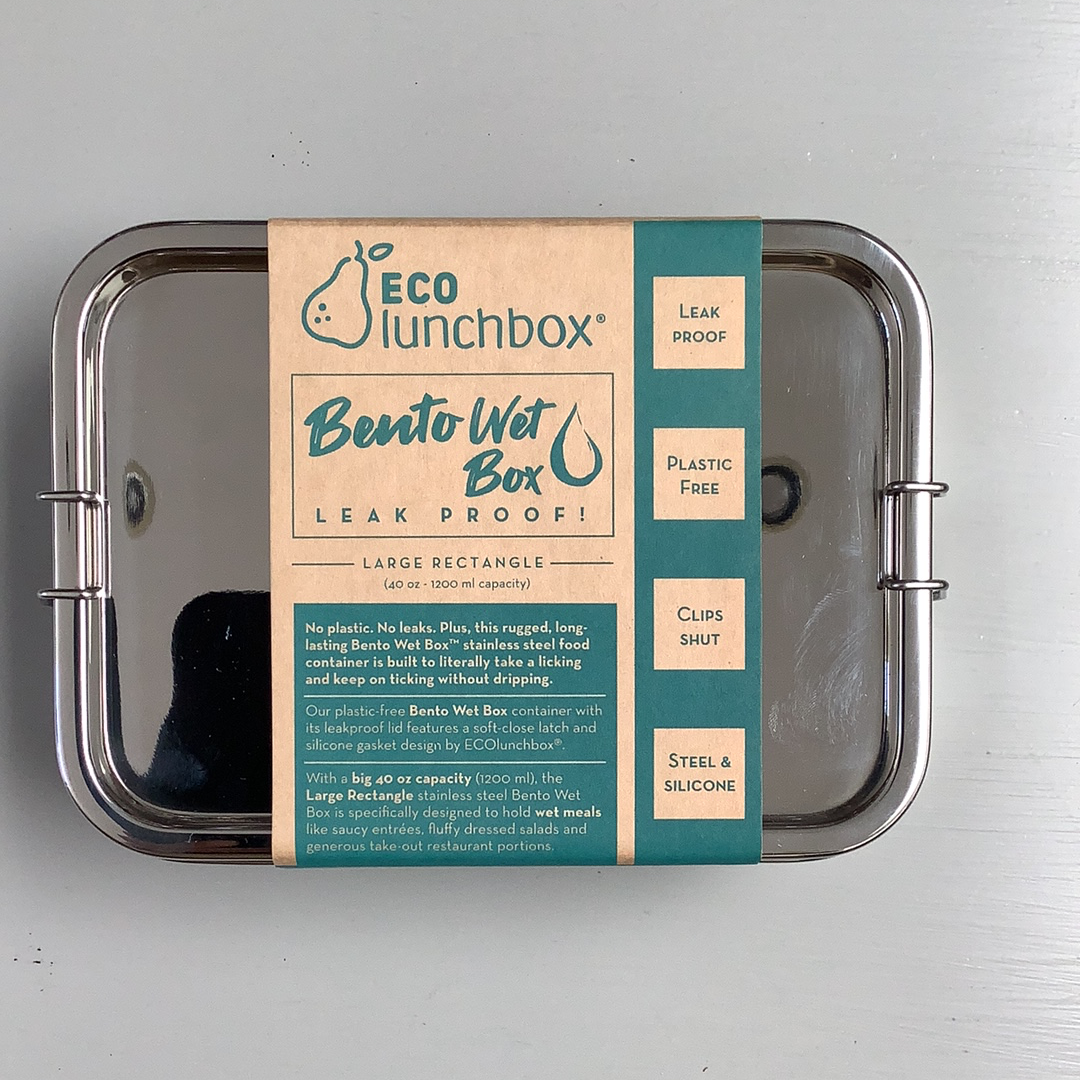 ECO
lunchbox®
Bento Wet
Box
LEAK PROOF!
LARGE RECTANGLE
(40 oz - 1200 ml capacity)
No plastic. No leaks. Plus, this rugged, long-
lasting Bento Wet Box™ stainless steel food
container is built to literally take a licking
and keep on ticking without dripping.
Our plastic-free Bento Wet Box container with
its leakproof lid features a soft-close latch and
silicone gasket design by ECOlunchbox®.
With a big 40 oz capacity (1200 ml), the
Large Rectangle stainless steel Bento Wet
Box is specifically designed to hold wet meals
like saucy entrées, fluffy dressed salads and
generous take-out restaurant portions.
LEAK
PROOF
PLASTIC
FREE
CLIPS
SHUT
STEEL &
SILICONE